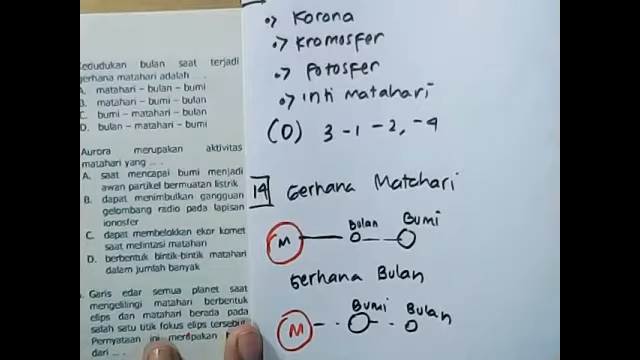 Kedudukan bulan saat terjadi
gerhana matahari adalah ....
A. matahari – bulan – bumi
B. matahari – bumi – bulan
C. bumi – matahari – bulan
D. bulan – matahari – bumi
Aurora merupakan aktivitas
matahari yang ....
A. saat mencapai bumi menjadi
awan partikel bermuatan listrik
B. dapat menimbulkan gangguan
gelombang radio pada lapisan
ionosfer
C. dapat membelokkan ekor komet
saat melintasi matahari
D. berbentuk bintik-bintik matahari
dalam jumlah banyak
Garis edar semua planet saat
mengelilingi matahari berbentuk
elips dan matahari berada pada
salah satu titik fokus elips tersebut.
Pernyataan ini merupakan
dari ....
Korona
Kromosfer
Fotosfer
inti matahari
(D) 3 - 1 - 2, - 4
14 Gerhana Matahari
M Bulan Bumi
Gerhana Bulan
M Bumi Bulan